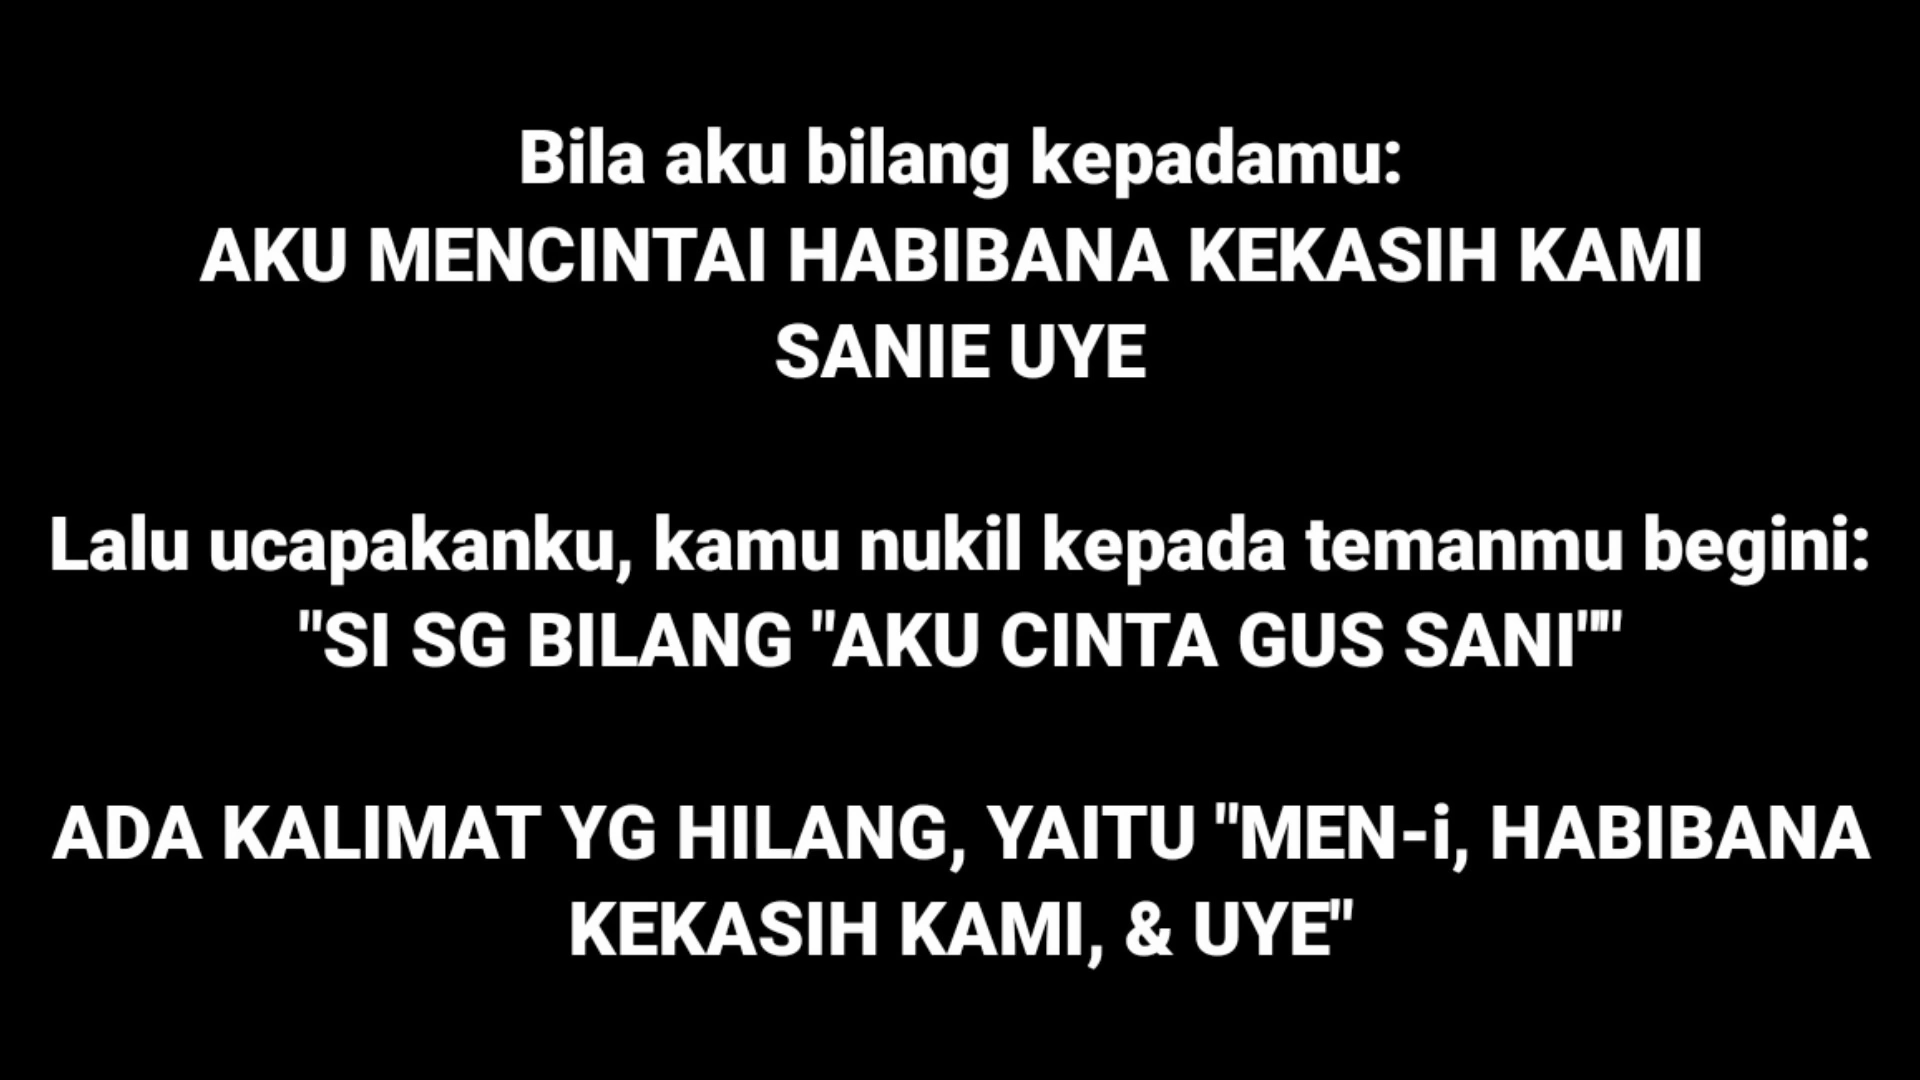 Bila aku bilang kepadamu:
AKU MENCINTAI HABIBANA KEKASIH KAMI
SANIE UYE
Lalu ucapakanku, kamu nukil kepada temanmu begini:
"SI SG BILANG "AKU CINTA GUS SANI""
ADA KALIMAT YG HILANG, YAITU "MEN-i, HABIBANA
KEKASIH KAMI, & UYE"